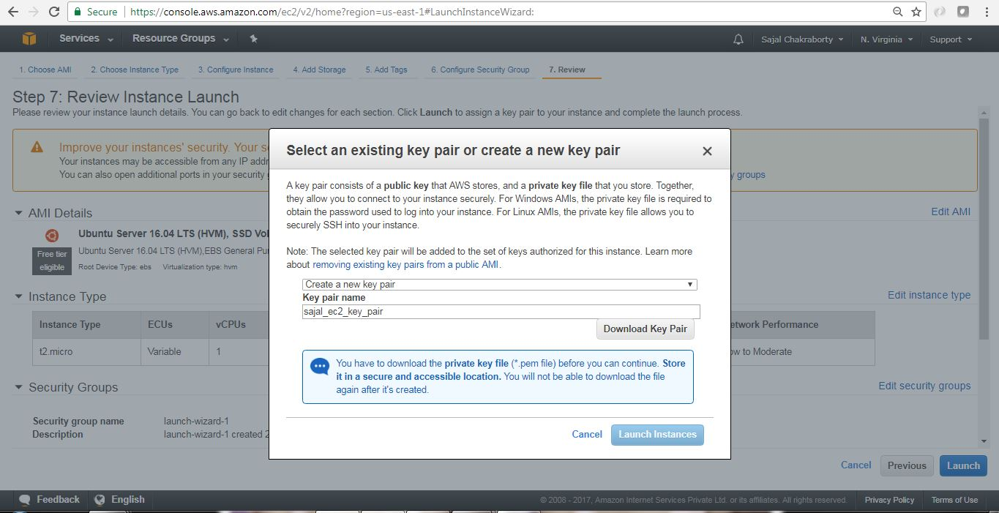 Secure https://console.aws.amazon.com/ec2/v2/home?region=us-east-1#LaunchInstanceWizard:
Services Resource Groups Sajal Chakraborty N. Virginia Support
1. Choose AMI 2. Choose Instance Type 3. Configure Instance 4. Add Storage 5. Add Tags 6. Configure Security Group 7. Review
Step 7: Review Instance Launch
Please review your instance launch details. You can go back to edit changes for each section. Click Launch to assign a key pair to your instance and complete the launch process.
Improve your instances' security. Your
Your instances may be accessible from any IP
You can also open additional ports in your security
groups
AMI Details
Edit AMI
Ubuntu Server 16.04 LTS (HVM), SSD
Free tier
eligible
Ubuntu Server 16.04 LTS (HVM),EBS General
Root Device Type: ebs Virtualization type: hvm
Instance Type
Edit instance type
Instance Type ECUs vCPUs
Performance
t2.micro Variable 1
to Moderate
Security Groups
Edit security groups
Security group name launch-wizard-1
Description launch-wizard-1 created
Select an existing key pair or create a new key pair
A key pair consists of a public key that AWS stores, and a private key file that you store. Together,
they allow you to connect to your instance securely. For Windows AMIs, the private key file is required to
obtain the password used to log into your instance. For Linux AMIs, the private key file allows you to
securely SSH into your instance.
Note: The selected key pair will be added to the set of keys authorized for this instance. Learn more
about removing existing key pairs from a public AMI.
Create a new key pair
Key pair name
sajal_ec2_key_pair
Download Key Pair
You have to download the private key file (*.pem file) before you can continue. Store
it in a secure and accessible location. You will not be able to download the file
again after it's created.
Cancel Launch Instances
Cancel Previous Launch
Feedback English © 2008 - 2017, Amazon Internet Services Private Ltd. or its affiliates. All rights reserved. Privacy Policy Terms of Use